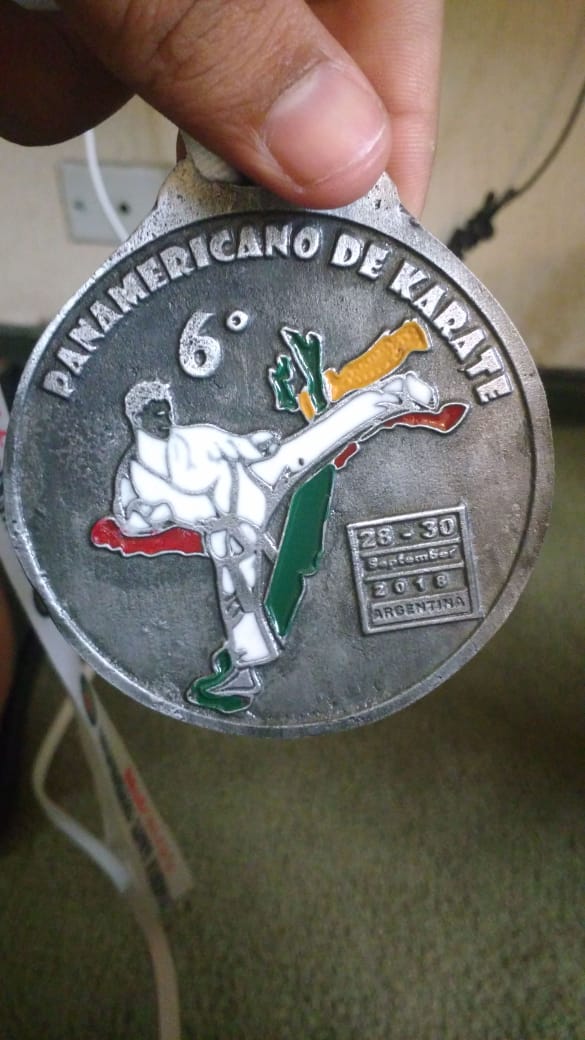 PANAMERICANO DE KARATE
6°
28 - 30
September
2018
ARGENTINA